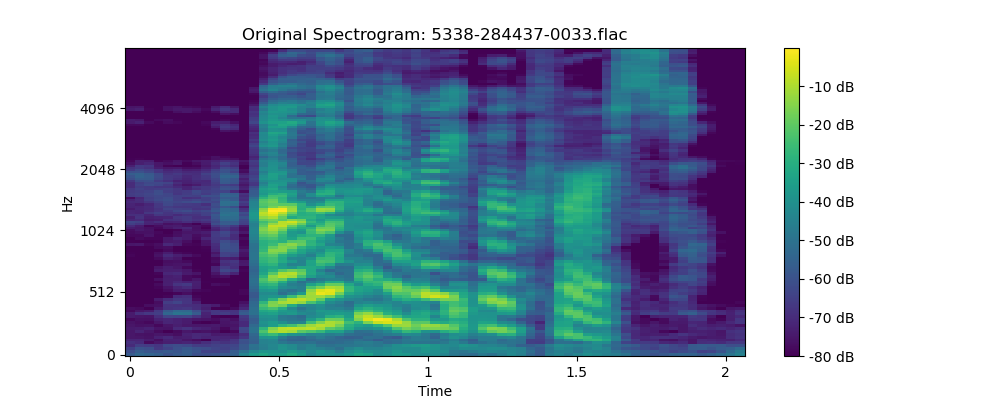 Original Spectrogram: 5338-284437-0033.flac
Hz
4096
2048
1024
512
0
0
0.5
1
1.5
2
Time
-10 dB
-20 dB
-30 dB
-40 dB
-50 dB
-60 dB
-70 dB
-80 dB